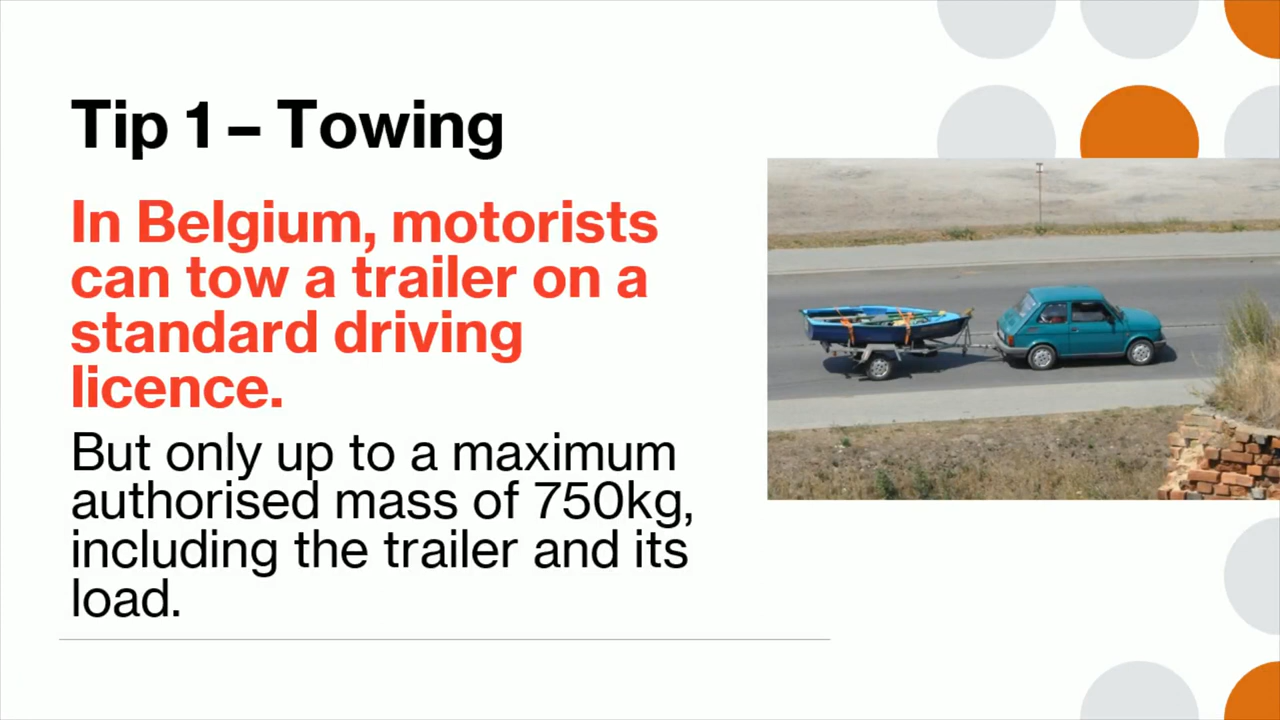 Tip 1 – Towing
In Belgium, motorists
can tow a trailer on a
standard driving
licence.
But only up to a maximum
authorised mass of 750kg,
including the trailer and its
load.